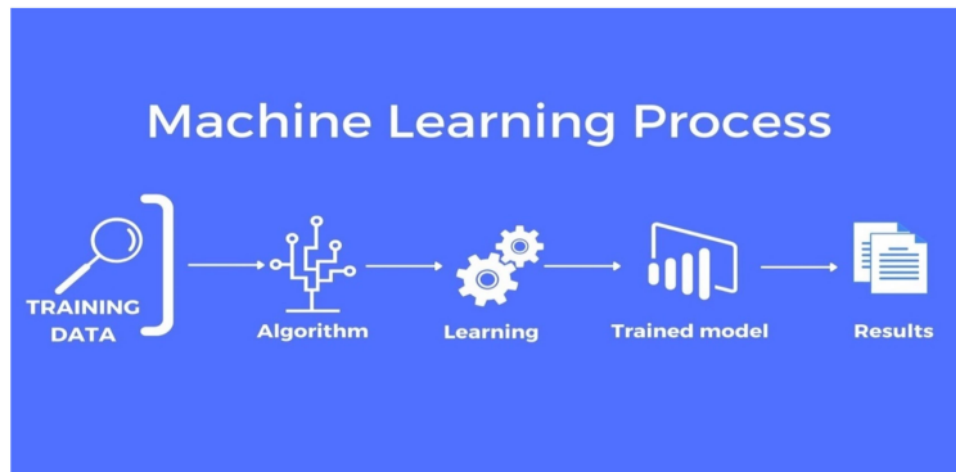 Machine Learning Process
TRAINING
DATA
Algorithm
Learning
Trained model
Results